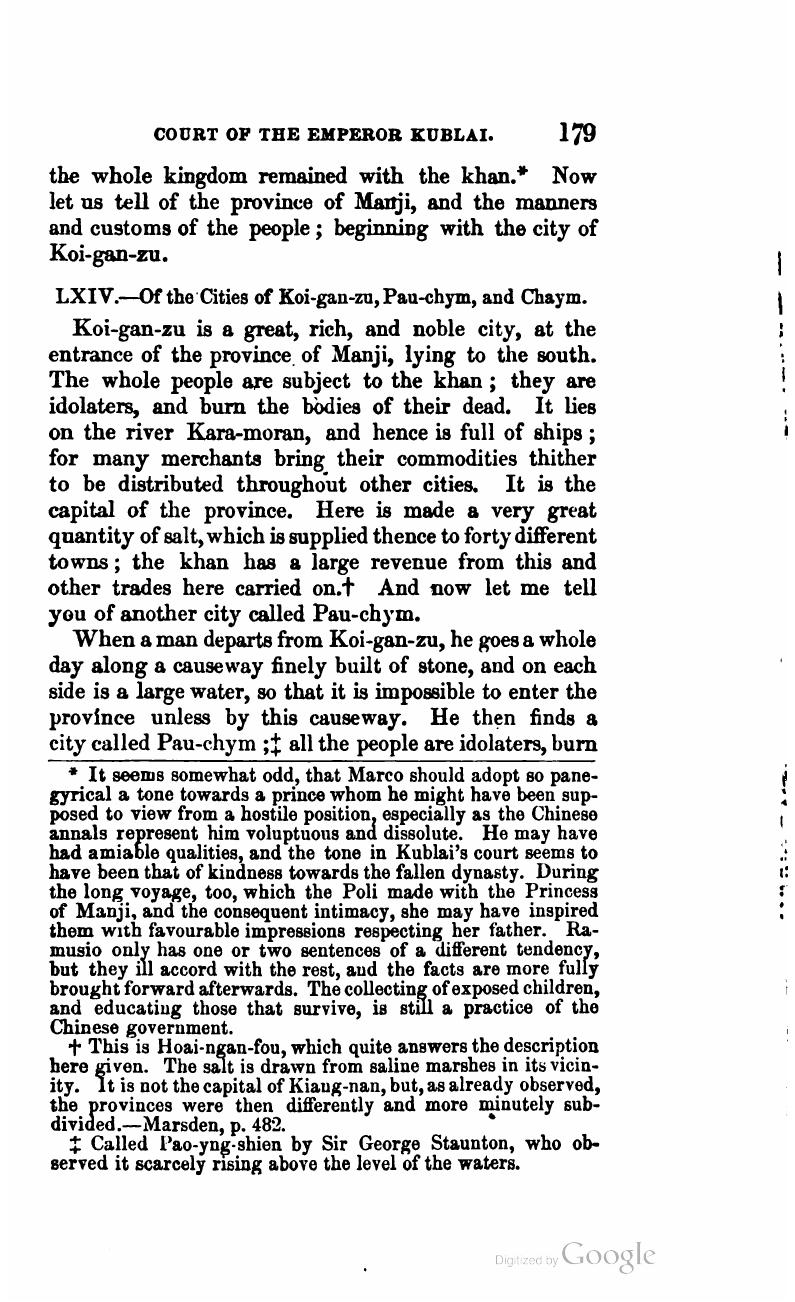 COURT OF THE EMPEROR KUBLAI. 179
the whole kingdom remained with the khan.* Now
let us tell of the province of Manji, and the manners
and customs of the people ; beginning with the city of
Koi-gan-zu.
LXIV.—Of the Cities of Koi-gan-zu, Pau-chym, and Chaym.
Koi-gan-zu is a great, rich, and noble city, at the
entrance of the province of Manji, lying to the south.
The whole people are subject to the khan ; they are
idolaters, and burn the bodies of their dead. It lies
on the river Kara-moran, and hence is full of ships ;
for many merchants bring their commodities thither
to be distributed throughout other cities. It is the
capital of the province. Here is made a very great
quantity of salt, which is supplied thence to forty different
towns ; the khan has a large revenue from this and
other trades here carried on.† And now let me tell
you of another city called Pau-chym.
When a man departs from Koi-gan-zu, he goes a whole
day along a causeway finely built of stone, and on each
side is a large water, so that it is impossible to enter the
province unless by this causeway. He then finds a
city called Pau-chym ;‡ all the people are idolaters, burn
* It seems somewhat odd, that Marco should adopt so pane-
gyrical a tone towards a prince whom he might have been sup-
posed to view from a hostile position, especially as the Chinese
annals represent him voluptuous and dissolute. He may have
had amiable qualities, and the tone in Kublai's court seems to
have been that of kindness towards the fallen dynasty. During
the long voyage, too, which the Poli made with the Princess
of Manji, and the consequent intimacy, she may have inspired
them with favourable impressions respecting her father. Ra-
musio only has one or two sentences of a different tendency,
but they ill accord with the rest, and the facts are more fully
brought forward afterwards. The collecting of exposed children,
and educating those that survive, is still a practice of the
Chinese government.
† This is Hoai-ngan-fou, which quite answers the description
here given. The salt is drawn from saline marshes in its vicin-
ity. It is not the capital of Kiang-nan, but, as already observed,
the provinces were then differently and more minutely sub-
divided.—Marsden, p. 482.
‡ Called Pao-yng-shien by Sir George Staunton, who ob-
served it scarcely rising above the level of the waters.
Digitized by Google